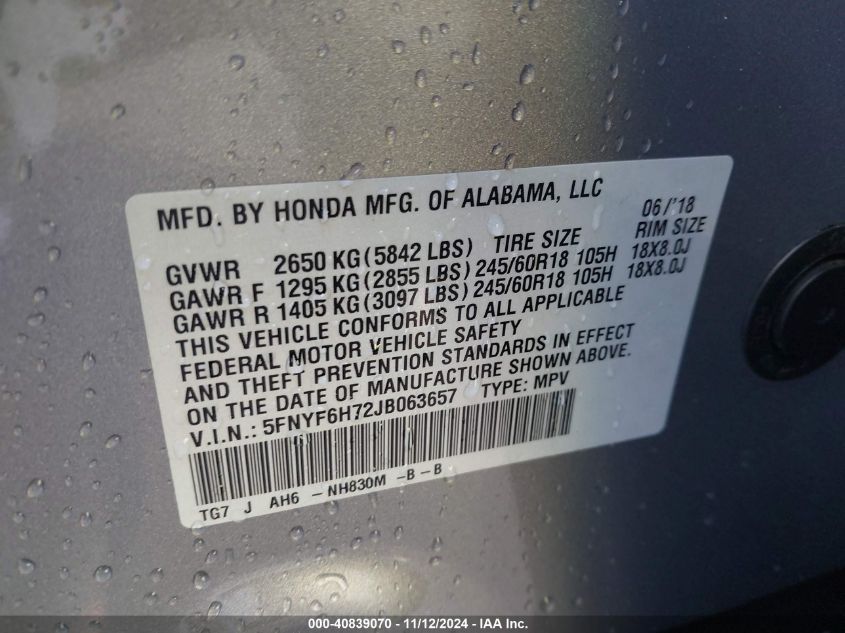 MFD. BY HONDA MFG. OF ALABAMA, LLC 06/'18
GVWR 2650 KG(5842 LBS) TIRE SIZE RIM SIZE
GAWR F 1295 KG(2855 LBS)245/60R18 105H 18X8.0J
GAWR R 1405 KG(3097 LBS)245/60R18 105H 18X8.0J
THIS VEHICLE CONFORMS TO ALL APPLICABLE
FEDERAL MOTOR VEHICLE SAFETY
AND THEFT PREVENTION STANDARDS IN EFFECT
ON THE DATE OF MANUFACTURE SHOWN ABOVE.
V.I.N.: 5FNYF6H72JB063657 TYPE: MPV
TG7 J AH6 -NH830M -B-B
000-40839070 - 11/12/2024 - IAA Inc.